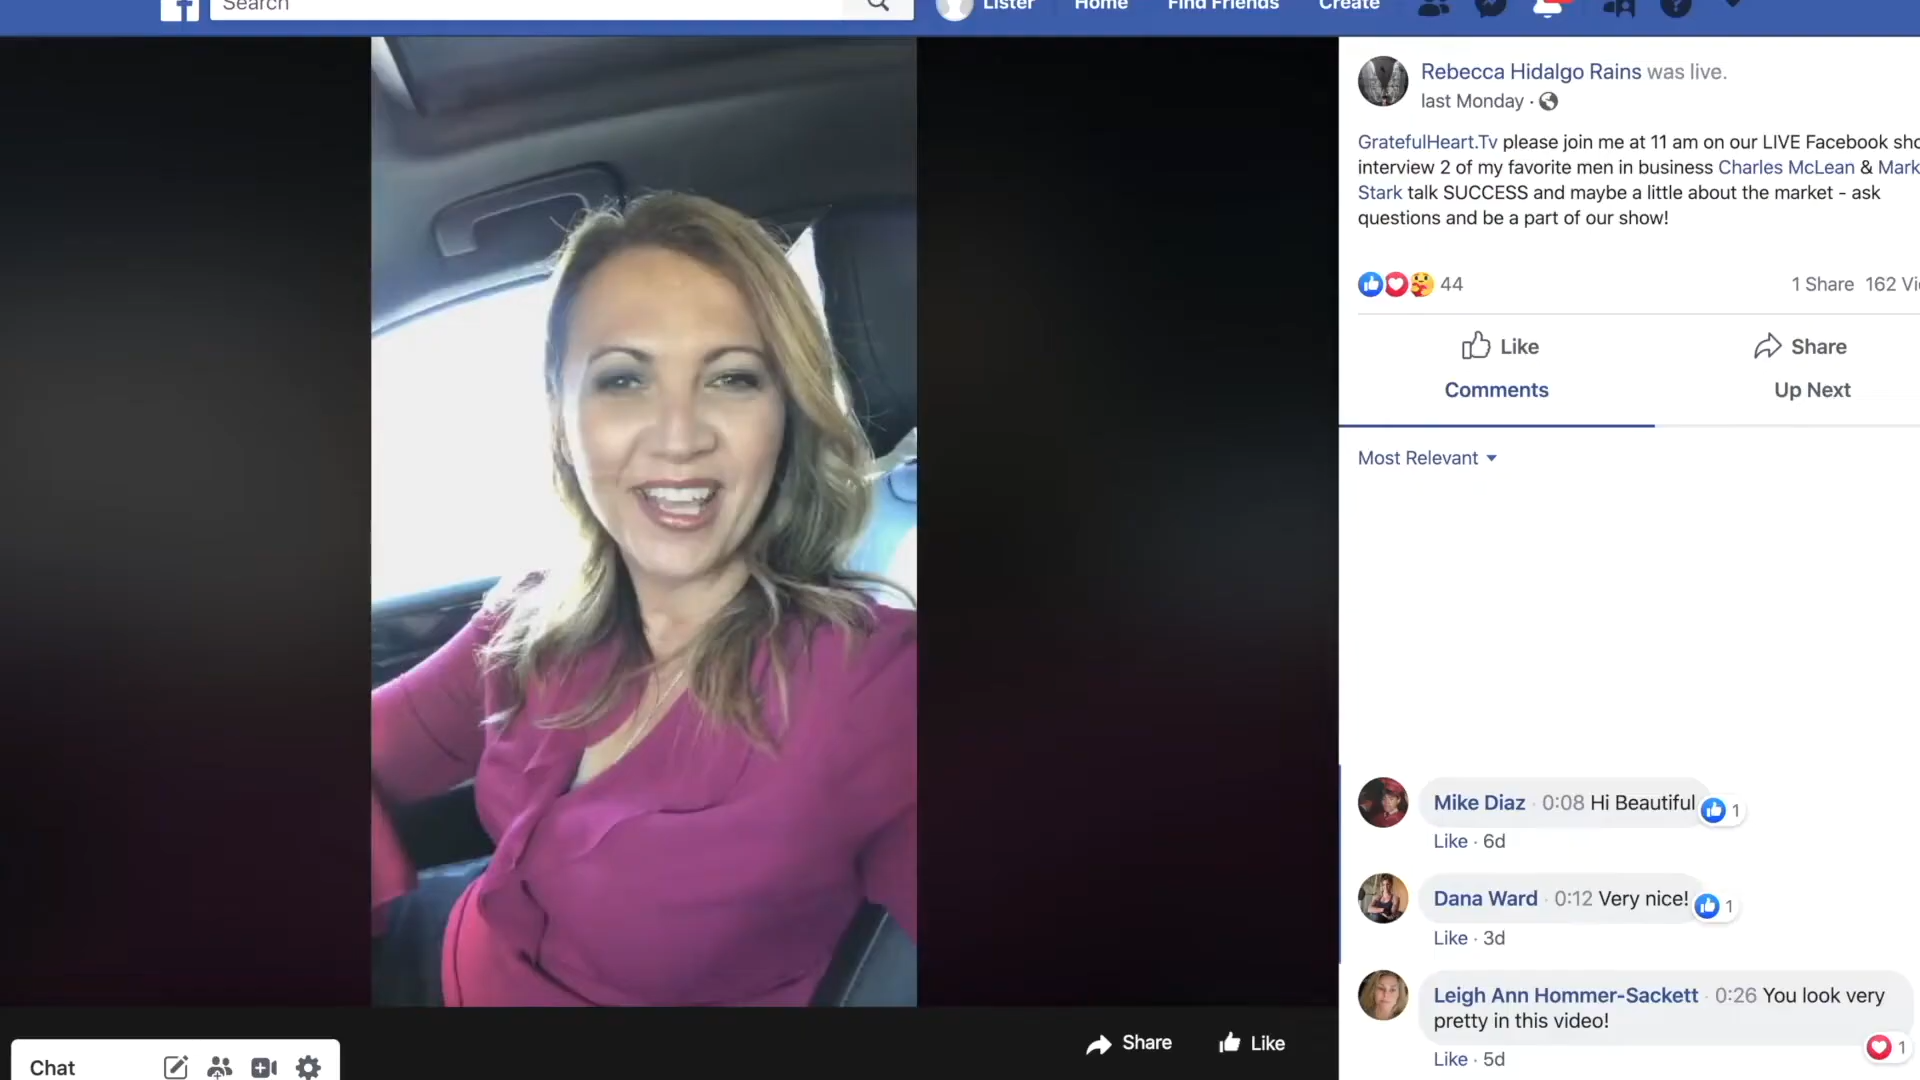 Search
Lister
Home
Find Friends
Create
Rebecca Hidalgo Rains was live.
last Monday ·
GratefulHeart.Tv please join me at 11 am on our LIVE Facebook
interview 2 of my favorite men in business Charles McLean & Mark
Stark talk SUCCESS and maybe a little about the market - ask
questions and be a part of our show!
44
1 Share 162
Like
Share
Comments
Up Next
Most Relevant
Mike Diaz · 0:08 Hi Beautiful
1
Like · 6d
Dana Ward · 0:12 Very nice!
1
Like · 3d
Leigh Ann Hommer-Sackett · 0:26 You look very
pretty in this video!
1
Like · 5d
Share
Like
Chat